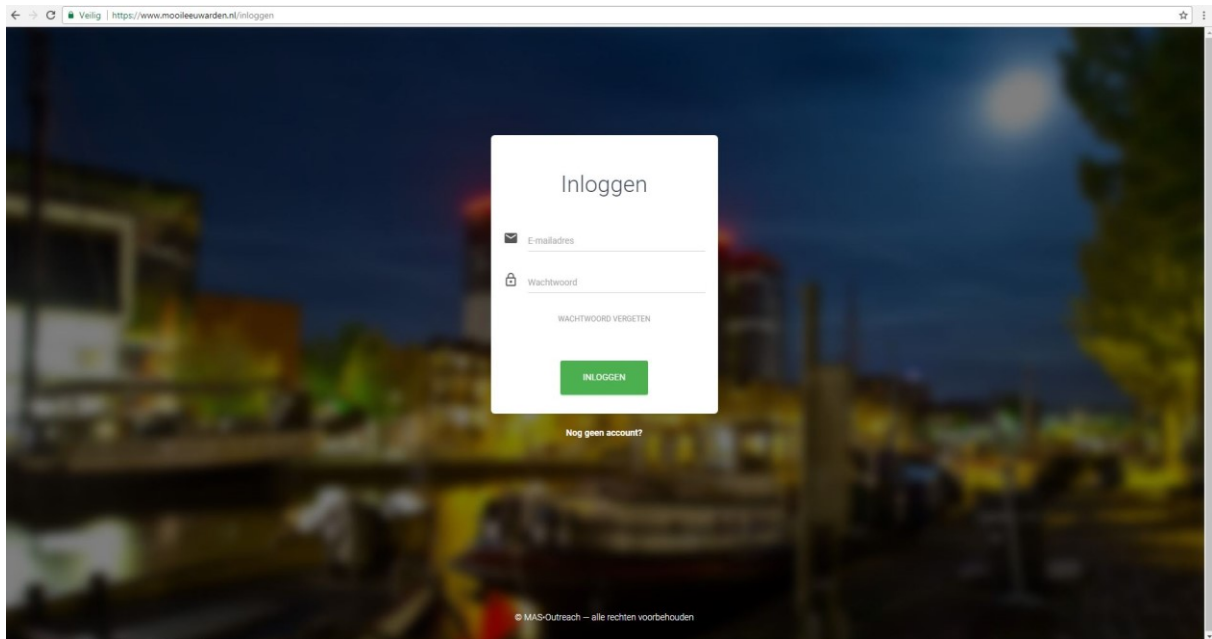 Veilig | https://www.mooileeuwarden.nl/inloggen
Inloggen
E-mailadres
Wachtwoord
WACHTWOORD VERGETEN
INLOGGEN
Nog geen account?
© MAS-Outreach — alle rechten voorbehouden